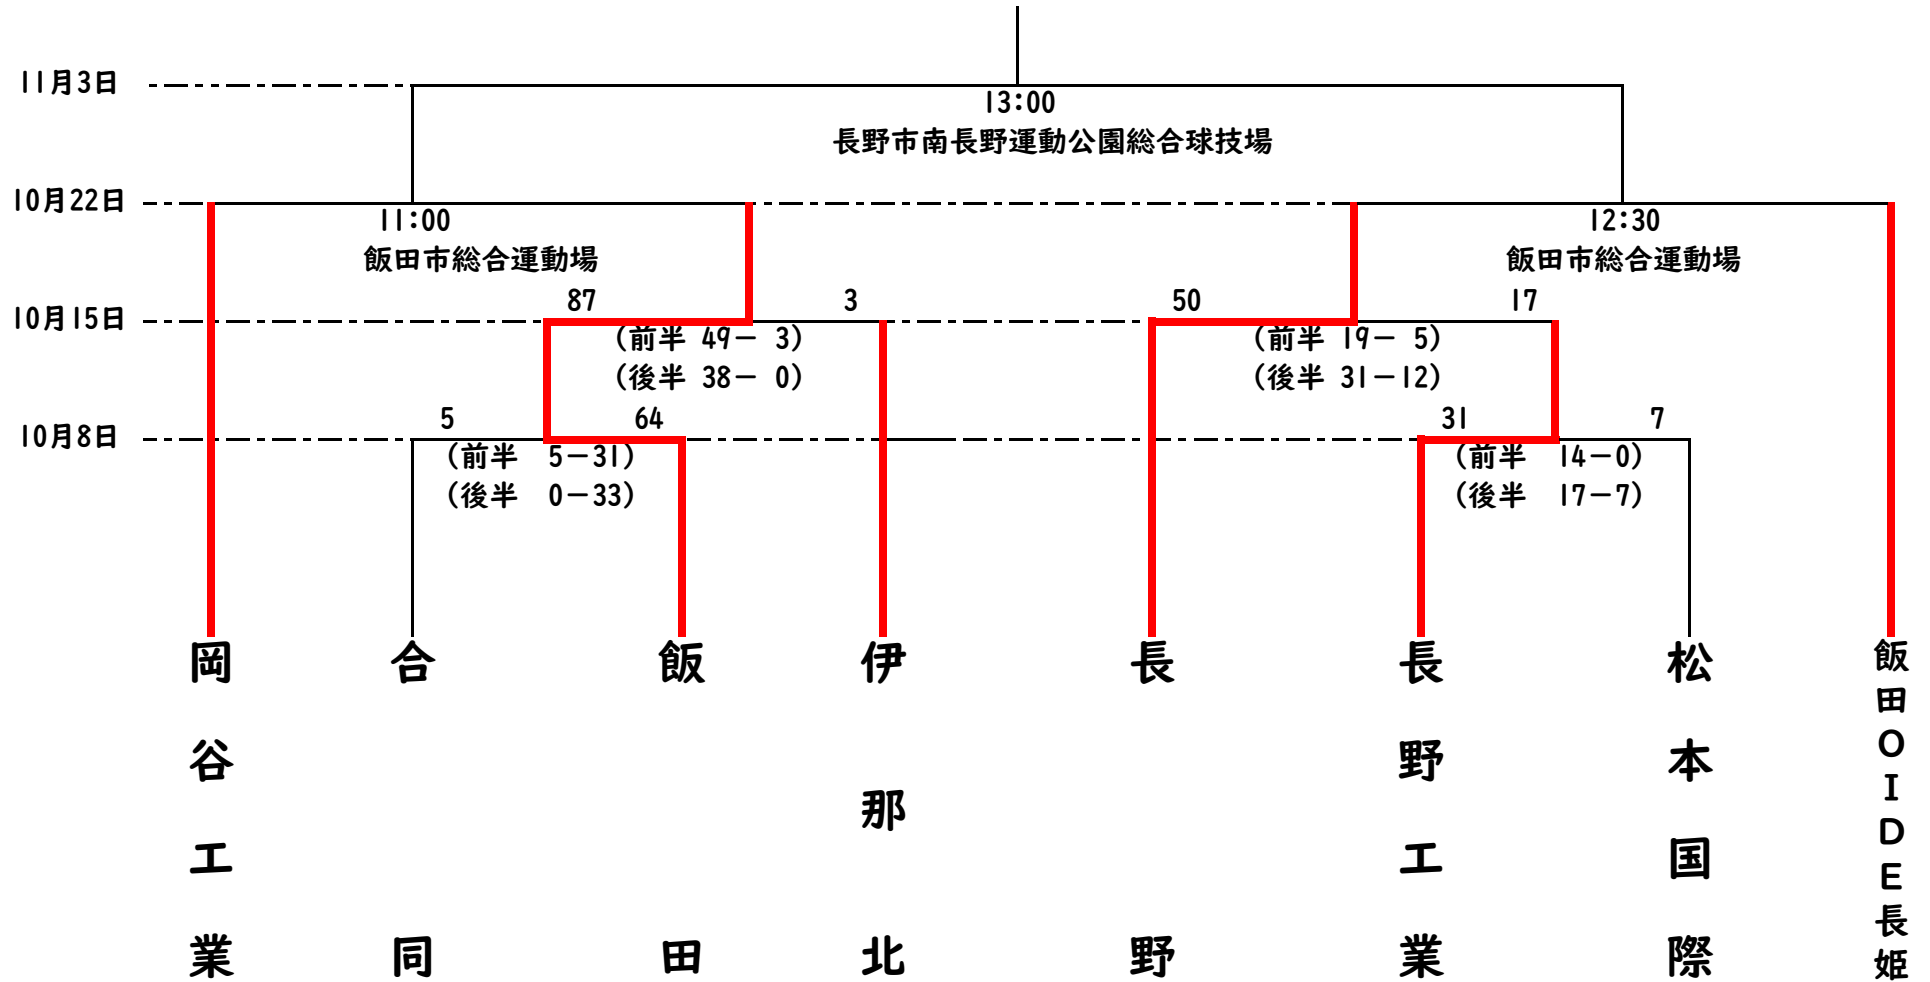 11月3日
13:00
長野市南長野運動公園総合球技場
10月22日
11:00
飯田市総合運動場
12:30
飯田市総合運動場
10月15日
87
3
(前半 49－ 3)
(後半 38－ 0)
50
17
(前半 19－ 5)
(後半 31－12)
10月8日
5
64
(前半 5－31)
(後半 0－33)
31
7
(前半 14－0)
(後半 17－7)
岡谷工業
合同
飯田
伊那北
長野
長野工業
松本国際
飯田OIDE長姫